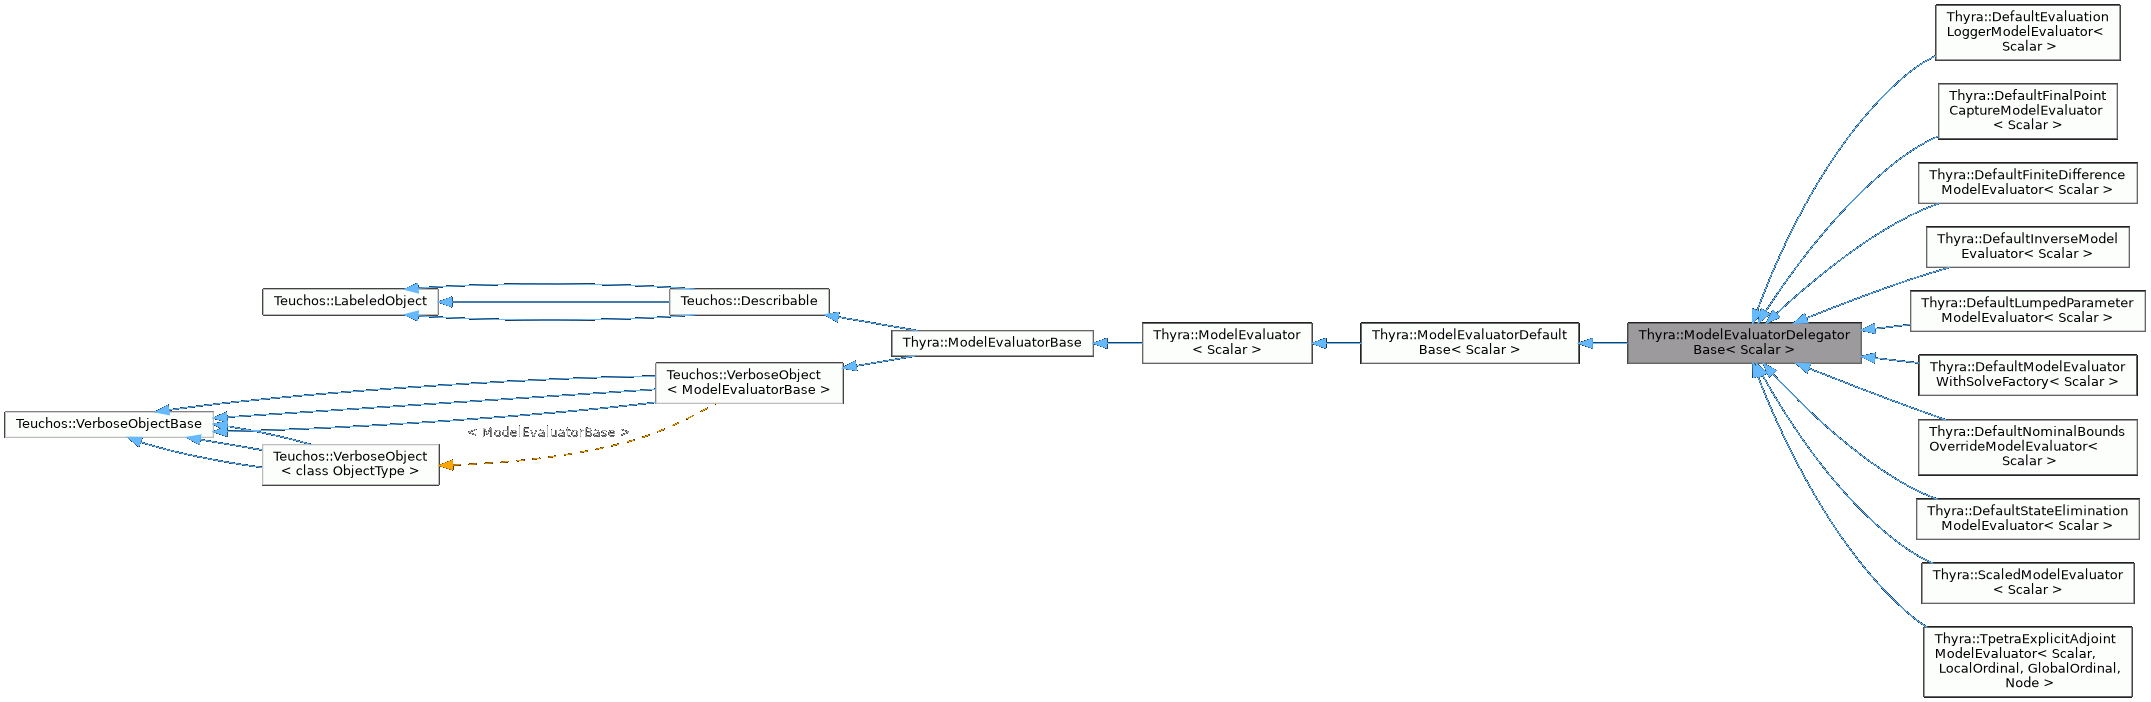 Thyra::DefaultEvaluation
LoggerModelEvaluator<
Scalar >
Thyra::DefaultFinalPoint
CaptureModelEvaluator
< Scalar >
Thyra::DefaultFiniteDifference
ModelEvaluator< Scalar >
Thyra::DefaultInverseModel
Evaluator< Scalar >
Teuchos::LabeledObject
Teuchos::Describable
Thyra::DefaultLumpedParameter
ModelEvaluator< Scalar >
Thyra::ModelEvaluatorBase
Thyra::ModelEvaluator
< Scalar >
Thyra::ModelEvaluatorDefault
Base< Scalar >
Thyra::ModelEvaluatorDelegator
Base< Scalar >
Thyra::DefaultModelEvaluator
WithSolveFactory< Scalar >
Teuchos::VerboseObject
< ModelEvaluatorBase >
Teuchos::VerboseObjectBase
< ModelEvaluatorBase >
Teuchos::VerboseObject
< class ObjectType >
Thyra::DefaultNominalBounds
OverrideModelEvaluator<
Scalar >
Thyra::DefaultStateElimination
ModelEvaluator< Scalar >
Thyra::ScaledModelEvaluator
< Scalar >
Thyra::TpetraExplicitAdjoint
ModelEvaluator< Scalar,
LocalOrdinal, GlobalOrdinal,
Node >